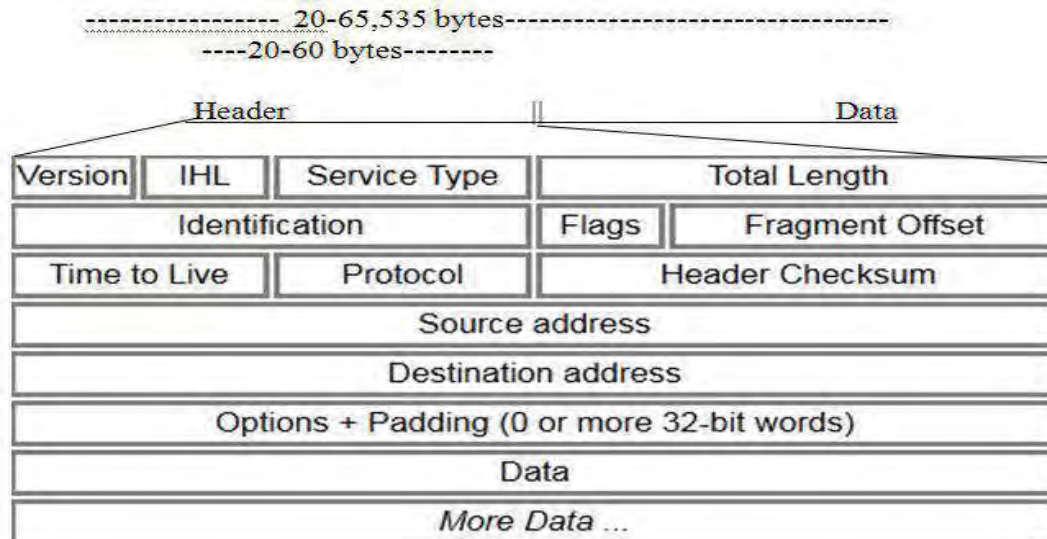 ---------------- 20-65,535 bytes--------------------------------
----20-60 bytes--------
Header || Data
Version IHL Service Type Total Length
Identification Flags Fragment Offset
Time to Live Protocol Header Checksum
Source address
Destination address
Options + Padding (0 or more 32-bit words)
Data
More Data ...